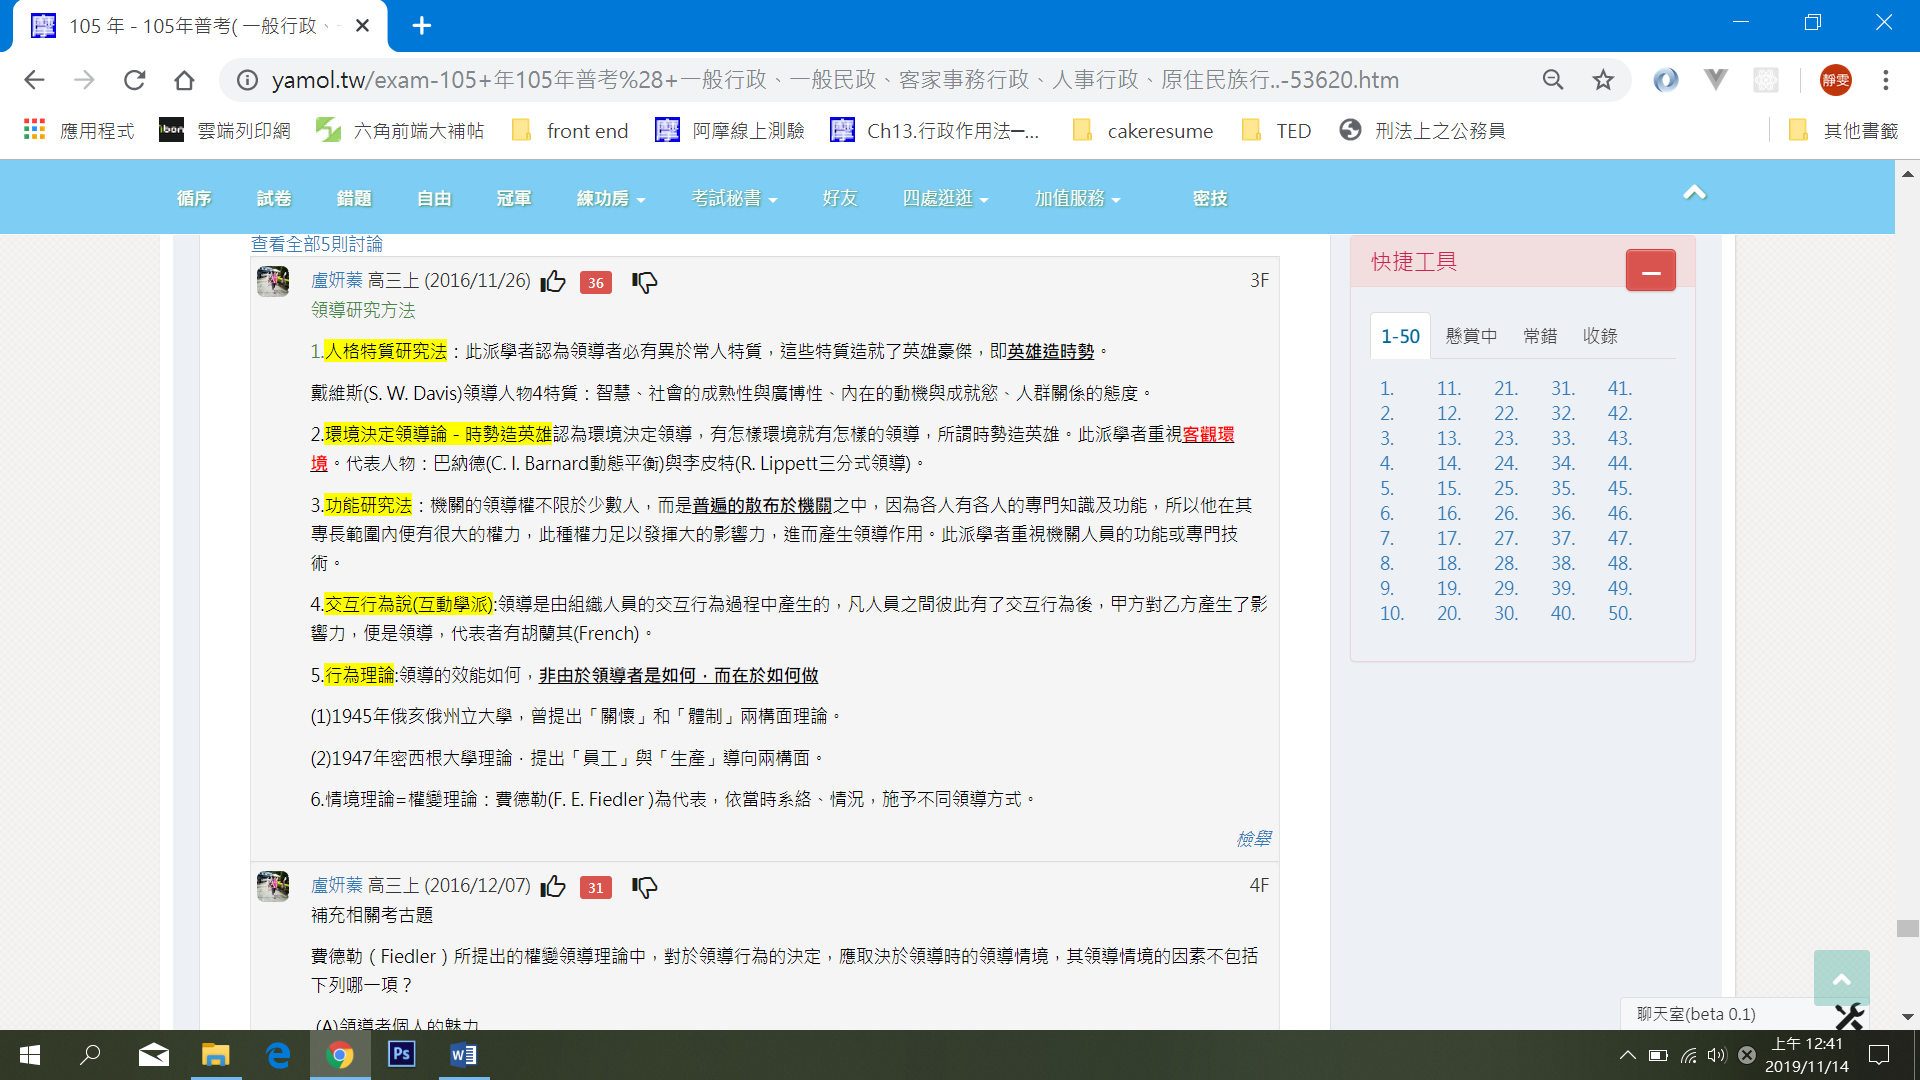 105 年 - 105年普考( 一般行政、
yamol.tw/exam-105+年105年普考%28+一般行政、一般民政、客家事務行政、人事行政、原住民族行..-53620.htm
靜雯
應用程式 ibon 雲端列印網 六角前端大補帖 front end 阿摩線上測驗 Ch13.行政作用法─... cakeresume TED 刑法上之公務員 其他書籤
循序 試卷 錯題 自由 冠軍 練功房 考試秘書 好友 四處逛逛 加值服務 密技
查看全部5則討論
盧妍蓁 高三上 (2016/11/26) 36 3F
領導研究方法
1.人格特質研究法：此派學者認為領導者必有異於常人特質，這些特質造就了英雄豪傑，即英雄造時勢。
戴維斯(S. W. Davis)領導人物4特質：智慧、社會的成熟性與廣博性、內在的動機與成就慾、人群關係的態度。
2.環境決定領導論－時勢造英雄認為環境決定領導，有怎樣環境就有怎樣的領導，所謂時勢造英雄。此派學者重視客觀環
境。代表人物：巴納德(C. I. Barnard動態平衡)與李皮特(R. Lippett三分式領導)。
3.功能研究法：機關的領導權不限於少數人，而是普遍的散布於機關之中，因為各人有各人的專門知識及功能，所以他在其
專長範圍內便有很大的權力，此種權力足以發揮大的影響力，進而產生領導作用。此派學者重視機關人員的功能或專門技
術。
4.交互行為說(互動學派):領導是由組織人員的交互行為過程中產生的，凡人員之間彼此有了交互行為後，甲方對乙方產生了影
響力，便是領導，代表者有胡蘭其(French)。
5.行為理論:領導的效能如何，非由於領導者是如何．而在於如何做
(1)1945年俄亥俄州立大學，曾提出「關懷」和「體制」兩構面理論。
(2)1947年密西根大學理論．提出「員工」與「生產」導向兩構面。
6.情境理論=權變理論：費德勒(F. E. Fiedler )為代表，依當時系絡、情況，施予不同領導方式。
檢舉
盧妍蓁 高三上 (2016/12/07) 31 4F
補充相關考古題
費德勒（Fiedler）所提出的權變領導理論中，對於領導行為的決定，應取決於領導時的領導情境，其領導情境的因素不包括
下列哪一項？
(A)領導者個人的魅力
快捷工具
1-50 懸賞中 常錯 收錄
1. 11. 21. 31. 41.
2. 12. 22. 32. 42.
3. 13. 23. 33. 43.
4. 14. 24. 34. 44.
5. 15. 25. 35. 45.
6. 16. 26. 36. 46.
7. 17. 27. 37. 47.
8. 18. 28. 38. 48.
9. 19. 29. 39. 49.
10. 20. 30. 40. 50.
聊天室(beta 0.1)
Ps
上午 12:41
2019/11/14